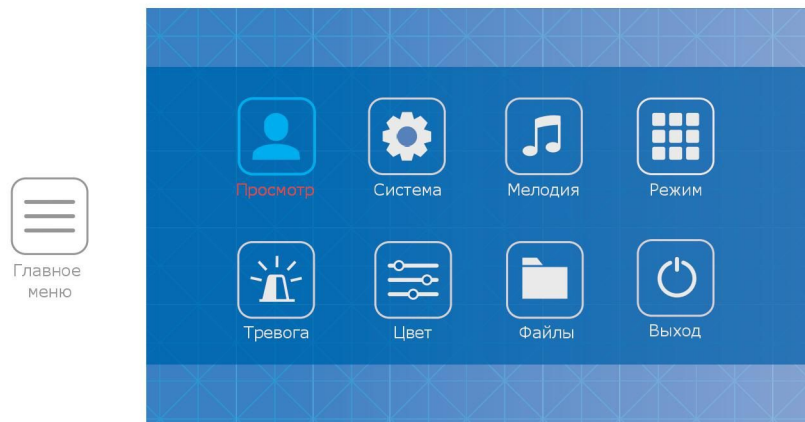 Просмотр Система Мелодия Режим
Главное
меню
Тревога Цвет Файлы Выход